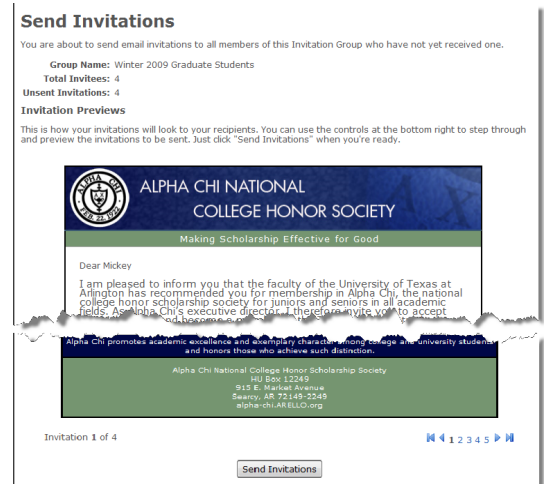 Send Invitations
You are about to send email invitations to all members of this Invitation Group who have not yet received one.
Group Name: Winter 2009 Graduate Students
Total Invitees: 4
Unsent Invitations: 4
Invitation Previews
This is how your invitations will look to your recipients. You can use the controls at the bottom right to step through
and preview the invitations to be sent. Just click "Send Invitations" when you're ready.
ALPHA CHI
FEB. 22, 1922
ALPHA CHI NATIONAL
COLLEGE HONOR SOCIETY
Making Scholarship Effective for Good
Dear Mickey
I am pleased to inform you that the faculty of the University of Texas at
Arlington has recommended you for membership in Alpha Chi, the national
college honor scholarship society for juniors and seniors in all academic
fields. As Alpha Chi's executive director, I therefore invite you to accept
and become a
Alpha Chi promotes academic excellence and exemplary character among college and university students
and honors those who achieve such distinction.
Alpha Chi National College Honor Scholarship Society
HU Box 12249
915 E. Market Avenue
Searcy, AR 72149-2249
alpha-chi.ARELLO.org
Invitation 1 of 4
1 2 3 4 5
Send Invitations